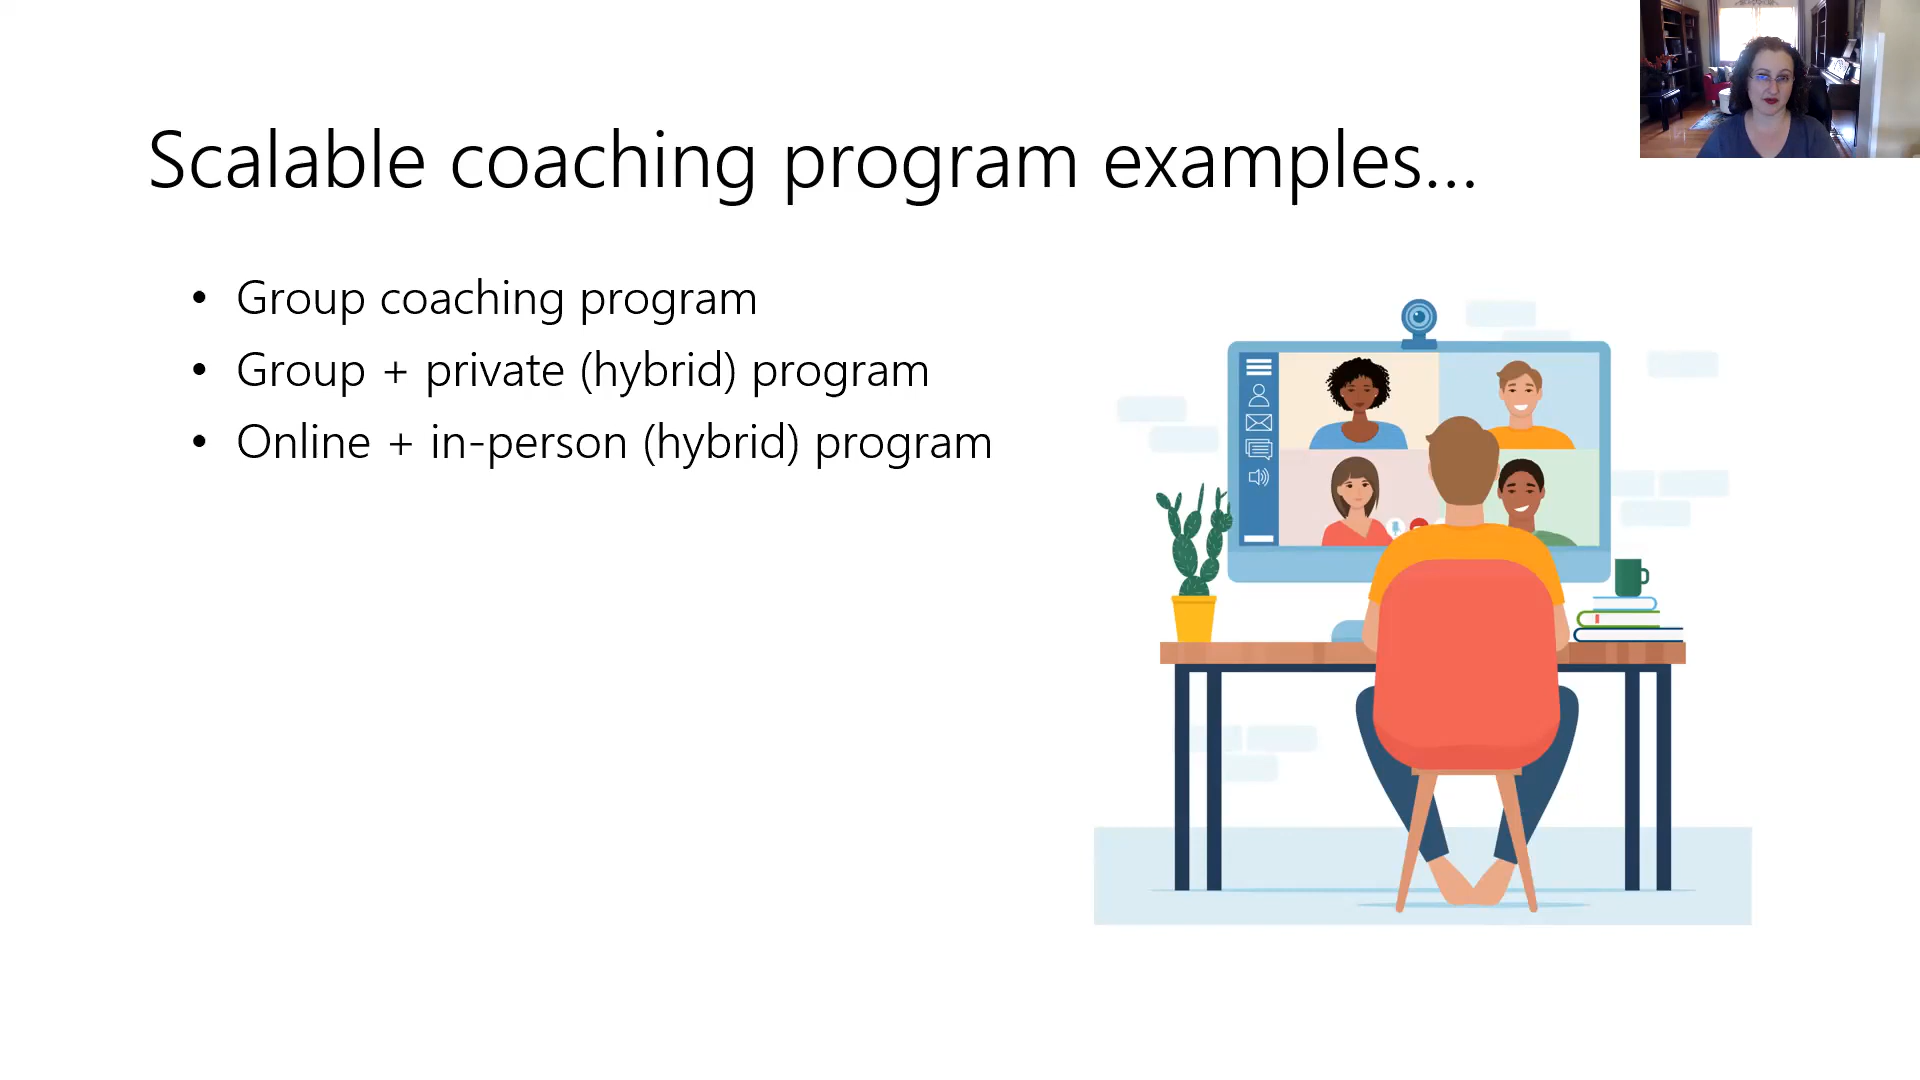 Scalable coaching program examples...
• Group coaching program
• Group + private (hybrid) program
• Online + in-person (hybrid) program